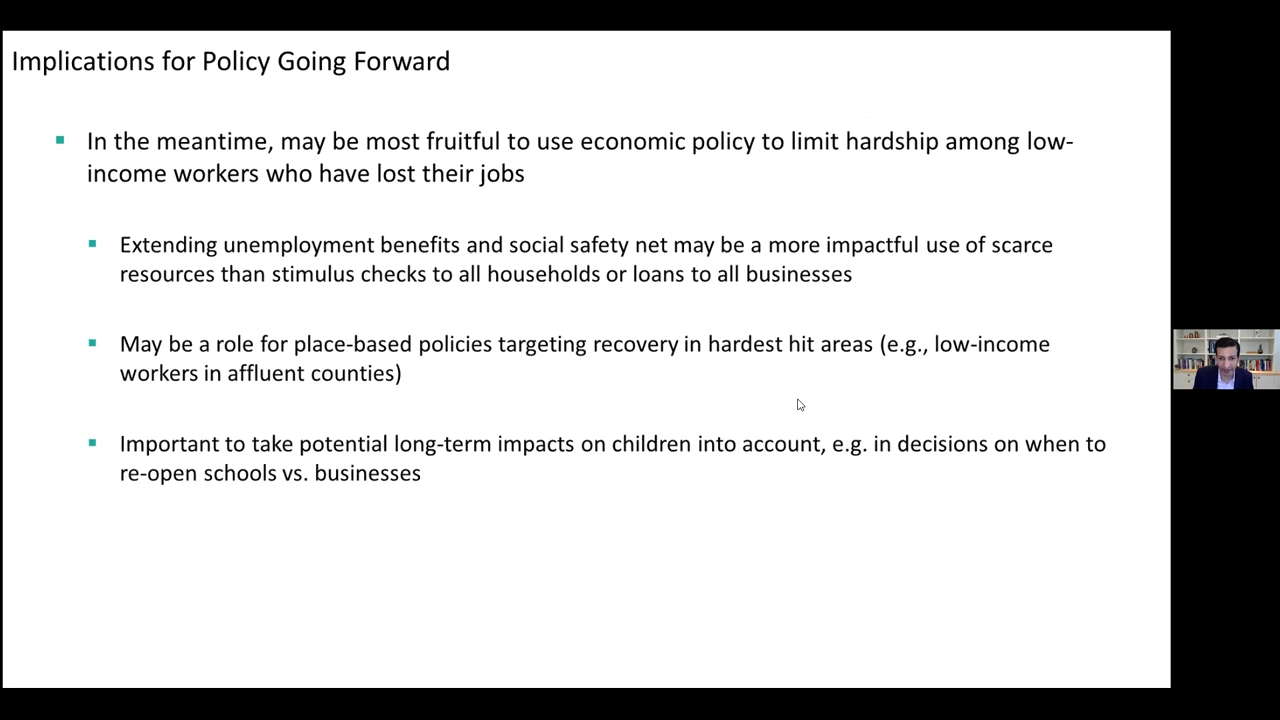 Implications for Policy Going Forward
In the meantime, may be most fruitful to use economic policy to limit hardship among low-
income workers who have lost their jobs
Extending unemployment benefits and social safety net may be a more impactful use of scarce
resources than stimulus checks to all households or loans to all businesses
May be a role for place-based policies targeting recovery in hardest hit areas (e.g., low-income
workers in affluent counties)
Important to take potential long-term impacts on children into account, e.g. in decisions on when to
re-open schools vs. businesses